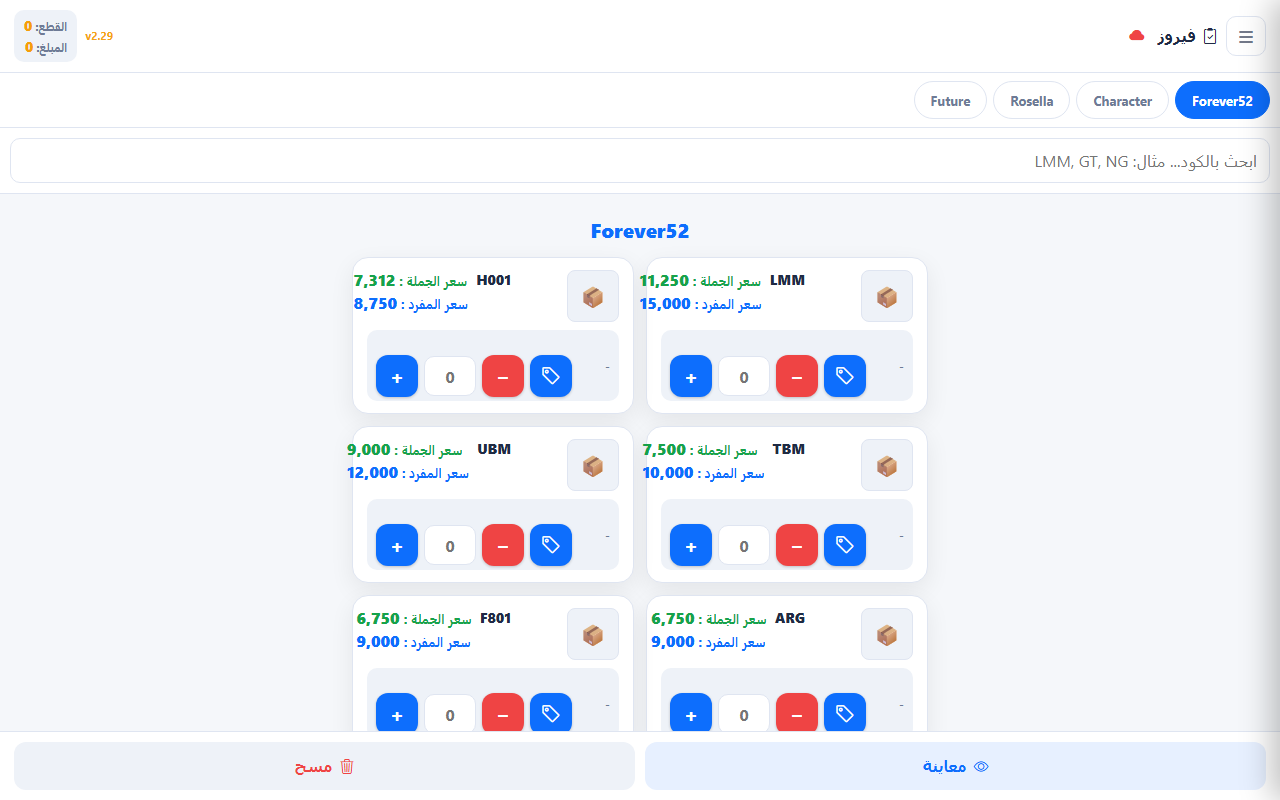 فيروز
v2.29
القطع: 0
المبلغ: 0
Forever52
Character
Rosella
Future
ابحث بالكود... مثال: LMM, GT, NG
Forever52
LMM
سعر الجملة : 11,250
سعر المفرد : 15,000
-
−
0
+
H001
سعر الجملة : 7,312
سعر المفرد : 8,750
-
−
0
+
TBM
سعر الجملة : 7,500
سعر المفرد : 10,000
-
−
0
+
UBM
سعر الجملة : 9,000
سعر المفرد : 12,000
-
−
0
+
ARG
سعر الجملة : 6,750
سعر المفرد : 9,000
-
−
0
+
F801
سعر الجملة : 6,750
سعر المفرد : 9,000
-
−
0
+
معاينة
مسح